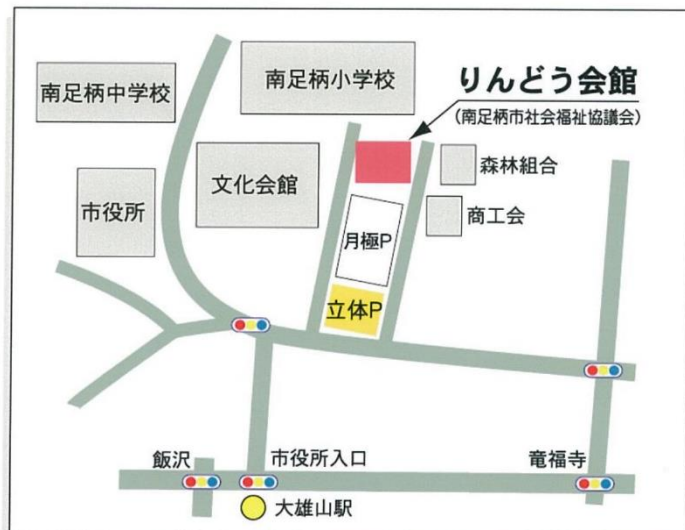 南足柄小学校
りんどう会館
(南足柄市社会福祉協議会)
南足柄中学校
文化会館
森林組合
市役所
商工会
月極P
立体P
飯沢
市役所入口
竜福寺
大雄山駅